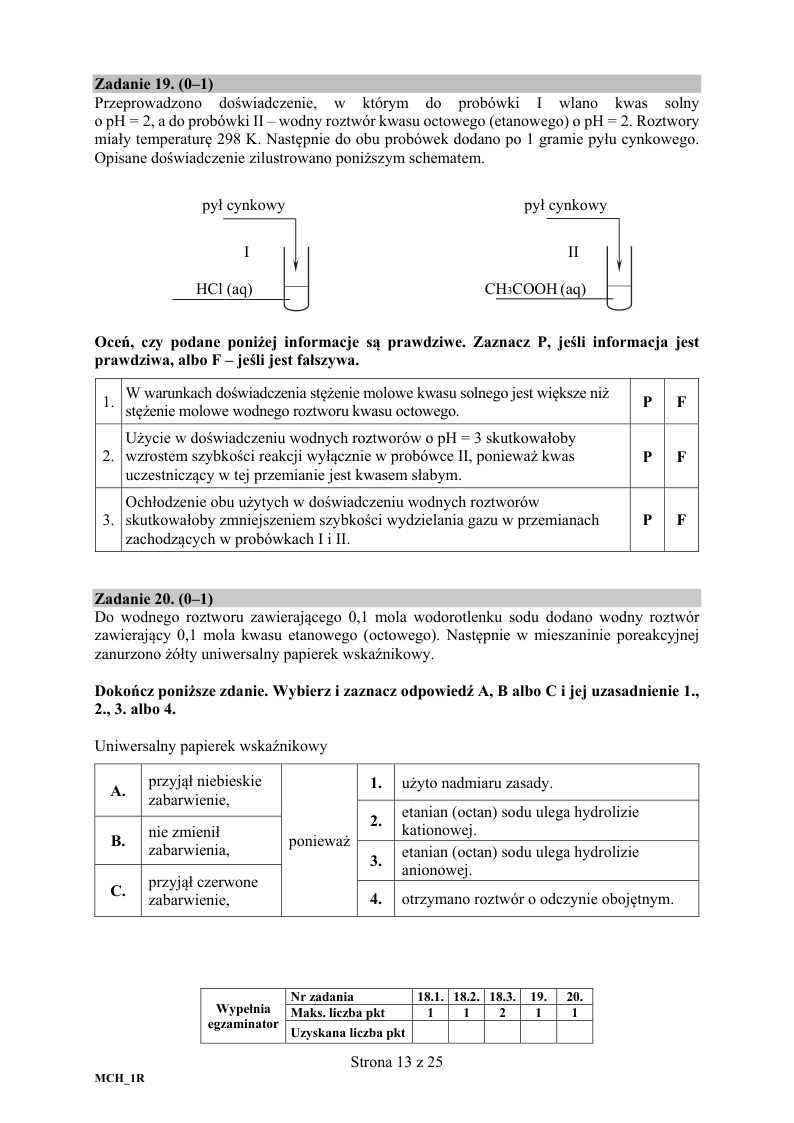 Zadanie 19. (0–1)
Przeprowadzono doświadczenie, w którym do probówki I wlano kwas solny
o pH = 2, a do probówki II – wodny roztwór kwasu octowego (etanowego) o pH = 2. Roztwory
miały temperaturę 298 K. Następnie do obu probówek dodano po 1 gramie pyłu cynkowego.
Opisane doświadczenie zilustrowano poniższym schematem.
pył cynkowy
pył cynkowy
I
II
HCl (aq)
CH3COOH (aq)
Oceń, czy podane poniżej informacje są prawdziwe. Zaznacz P, jeśli informacja jest
prawdziwa, albo F – jeśli jest fałszywa.
1. W warunkach doświadczenia stężenie molowe kwasu solnego jest większe niż
stężenie molowe wodnego roztworu kwasu octowego. P F
2. Użycie w doświadczeniu wodnych roztworów o pH = 3 skutkowałoby
wzrostem szybkości reakcji wyłącznie w probówce II, ponieważ kwas
uczestniczący w tej przemianie jest kwasem słabym. P F
3. Ochłodzenie obu użytych w doświadczeniu wodnych roztworów
skutkowałoby zmniejszeniem szybkości wydzielania gazu w przemianach
zachodzących w probówkach I i II. P F
Zadanie 20. (0–1)
Do wodnego roztworu zawierającego 0,1 mola wodorotlenku sodu dodano wodny roztwór
zawierający 0,1 mola kwasu etanowego (octowego). Następnie w mieszaninie poreakcyjnej
zanurzono żółty uniwersalny papierek wskaźnikowy.
Dokończ poniższe zdanie. Wybierz i zaznacz odpowiedź A, B albo C i jej uzasadnienie 1.,
2., 3. albo 4.
Uniwersalny papierek wskaźnikowy
A. przyjął niebieskie
zabarwienie,
B. nie zmienił
zabarwienia,
C. przyjął czerwone
zabarwienie,
ponieważ
1. użyto nadmiaru zasady.
2. etanian (octan) sodu ulega hydrolizie
kationowej.
3. etanian (octan) sodu ulega hydrolizie
anionowej.
4. otrzymano roztwór o odczynie obojętnym.
Wypełnia
egzaminator
Nr zadania 18.1. 18.2. 18.3. 19. 20.
Maks. liczba pkt 1 1 2 1 1
Uzyskana liczba pkt
Strona 13 z 25
MCH_1R